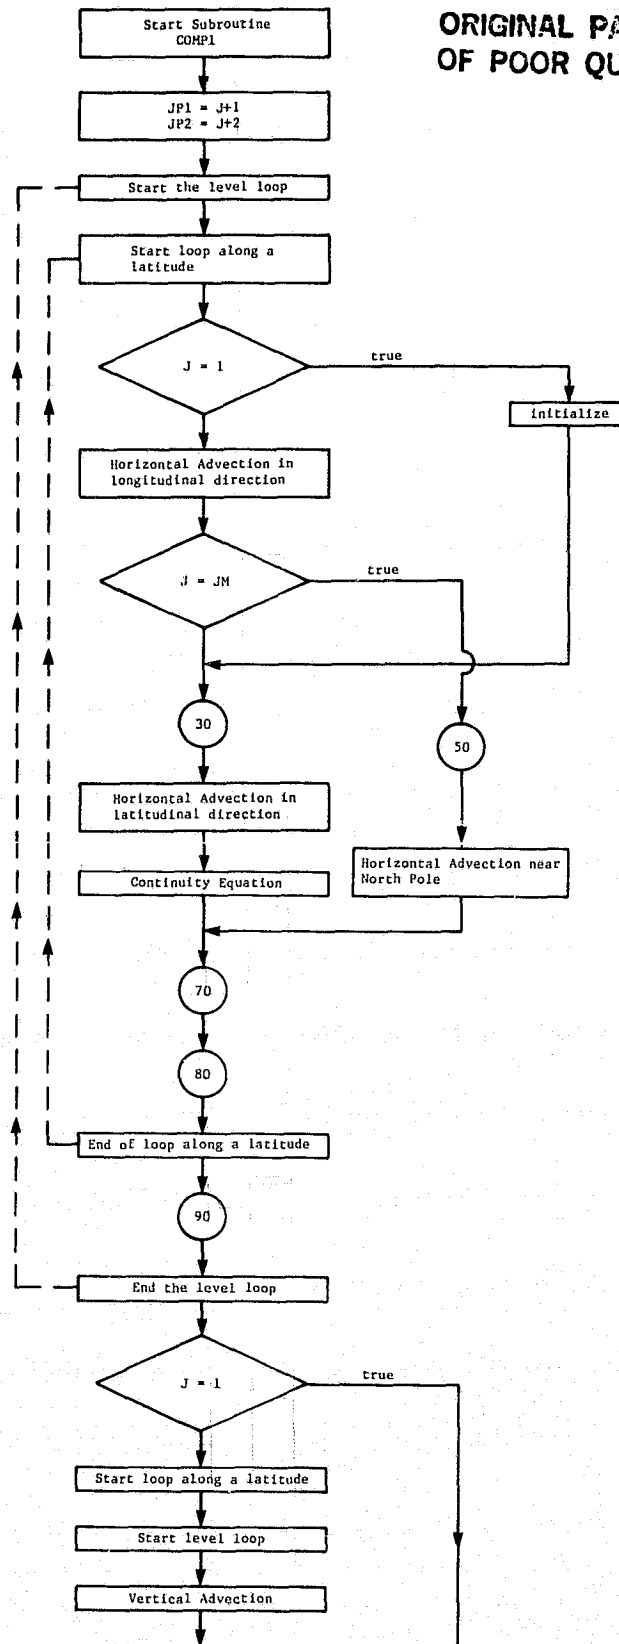 ORIGINAL
OF POOR
Start Subroutine
COMP1
JP1 = J+1
JP2 = J+2
Start the level loop
Start loop along a
latitude
J = 1
true
initialize
Horizontal Advection in
longitudinal direction
J = JM
true
30
50
Horizontal Advection in
latitudinal direction
Horizontal Advection near
North Pole
Continuity Equation
70
80
End of loop along a latitude
90
End the level loop
J = 1
true
Start loop along a latitude
Start level loop
Vertical Advection